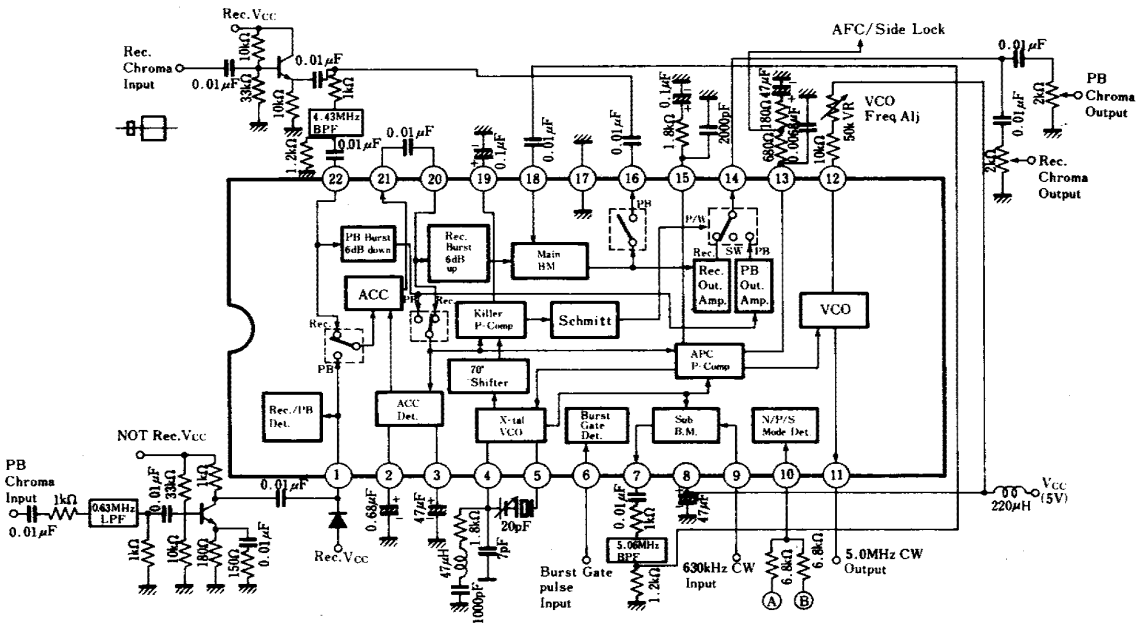 Rec. VCC
Rec.
Chroma
Input
0.01μF
10kΩ
33kΩ
10kΩ
0.01μF
1kΩ
4.43MHz
BPF
1.2kΩ
0.01μF
0.01μF
0.1μF
0.01μF
0.01μF
0.1μF
1.8kΩ
2000pF
AFC/Side Lock
47μF
180Ω
680Ω
0.0068μF
VCO
Freq Alj
50k VR
10kΩ
0.01μF
2kΩ
PB
Chroma
Output
0.01μF
2kΩ
Rec.
Chroma
Output
22
21
20
19
18
17
16
15
14
13
12
PB Burst
6dB down
Rec.
Burst
6dB
up
Main
BM
PB
P/B
Rec.
SW
PB
Rec.
Out.
Amp.
PB
Out.
Amp.
VCO
ACC
PB
Rec.
Killer
P-Comp
Schmitt
Rec.
PB
APC
P-Comp
70°
Shifter
Rec./PB
Det.
ACC
Det.
X-tal
VCO
Burst
Gate
Det.
Sub
B.M.
N/P/S
Mode Det.
1
2
3
4
5
6
7
8
9
10
11
NOT Rec. VCC
PB
Chroma
Input
0.01μF
1kΩ
0.63MHz
LPF
1kΩ
0.01μF
33kΩ
10kΩ
1kΩ
180Ω
150Ω
0.01μF
0.01μF
Rec. VCC
0.68μF
47μF
1.8kΩ
47μH
1000pF
7pF
20pF
Burst Gate
pulse
Input
0.01μF
1kΩ
5.06MHz
BPF
1.2kΩ
47μF
630kHz CW
Input
6.8kΩ
6.8kΩ
A
B
5.0MHz CW
Output
220μH
VCC
(5V)